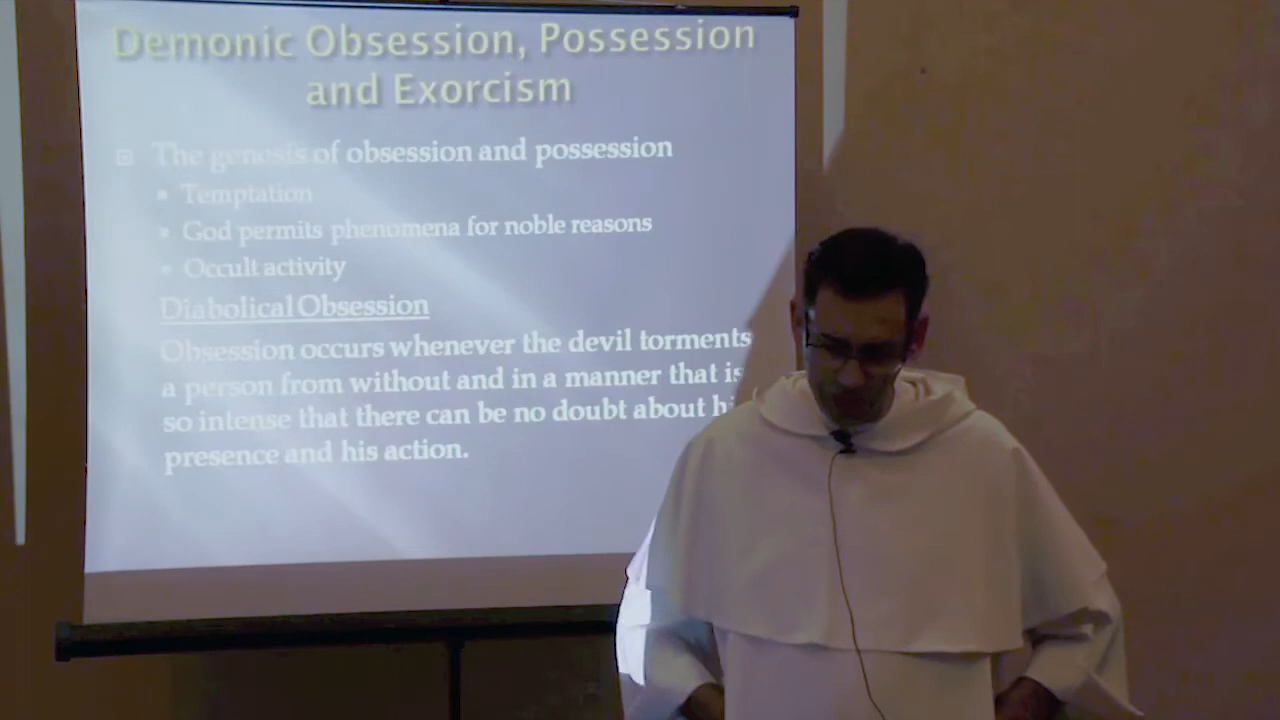 Demonic Obsession, Possession
and Exorcism
The genesis of obsession and possession
Temptation
God permits phenomena for noble reasons
Occult activity
Diabolical Obsession
Obsession occurs whenever the devil torments
a person from without and in a manner that is
so intense that there can be no doubt about hi
presence and his action.